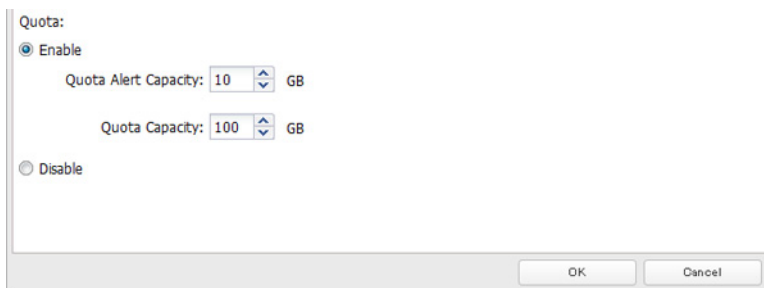 Quota:
Enable
Quota Alert Capacity: 10 GB
Quota Capacity: 100 GB
Disable
OK Cancel